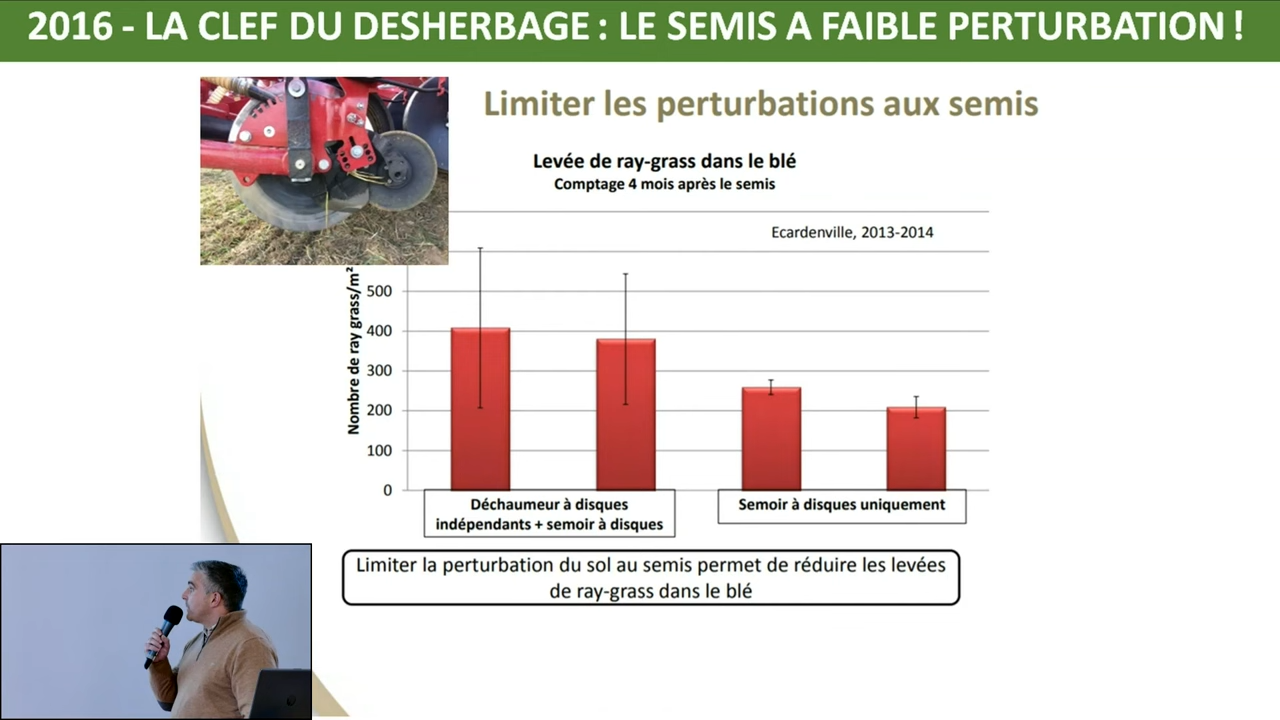 2016 - LA CLEF DU DESHERBAGE : LE SEMIS A FAIBLE PERTURBATION !
Limiter les perturbations aux semis
Levée de ray-grass dans le blé
Comptage 4 mois après le semis
Ecardenville, 2013-2014
Nombre de ray grass/m²
500
400
300
200
100
0
Déchaumeur à disques
indépendants + semoir à disques
Semoir à disques uniquement
Limiter la perturbation du sol au semis permet de réduire les levées
de ray-grass dans le blé